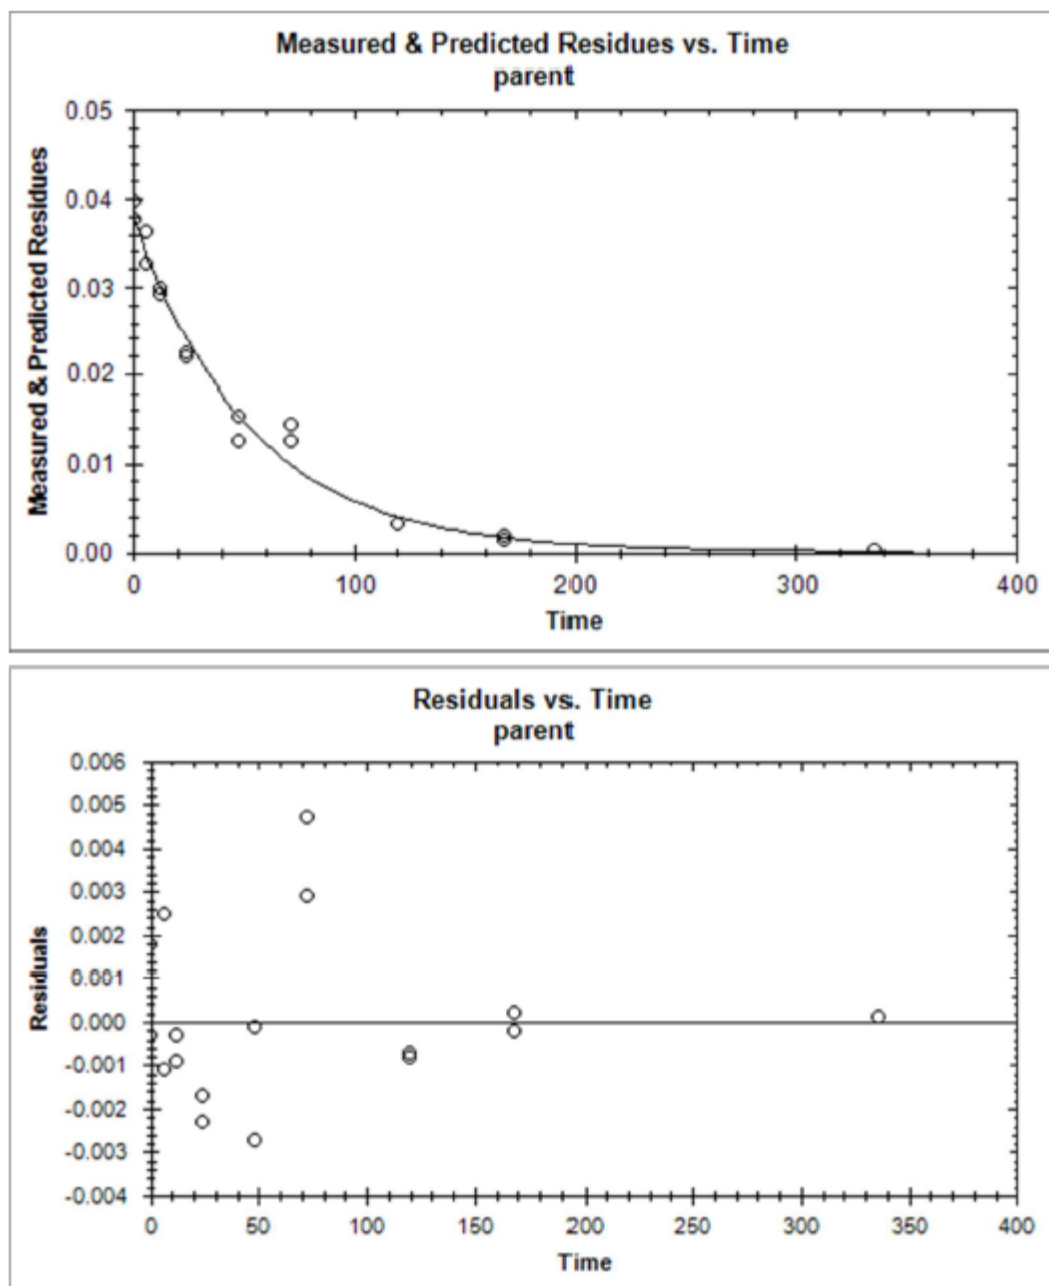 Measured & Predicted Residues vs. Time
parent
Measured & Predicted Residues
0.05
0.04
0.03
0.02
0.01
0.00
0 100 200 300 400
Time
Residuals vs. Time
parent
Residuals
0.006
0.005
0.004
0.003
0.002
0.001
0.000
-0.001
-0.002
-0.003
-0.004
0 50 100 150 200 250 300 350 400
Time